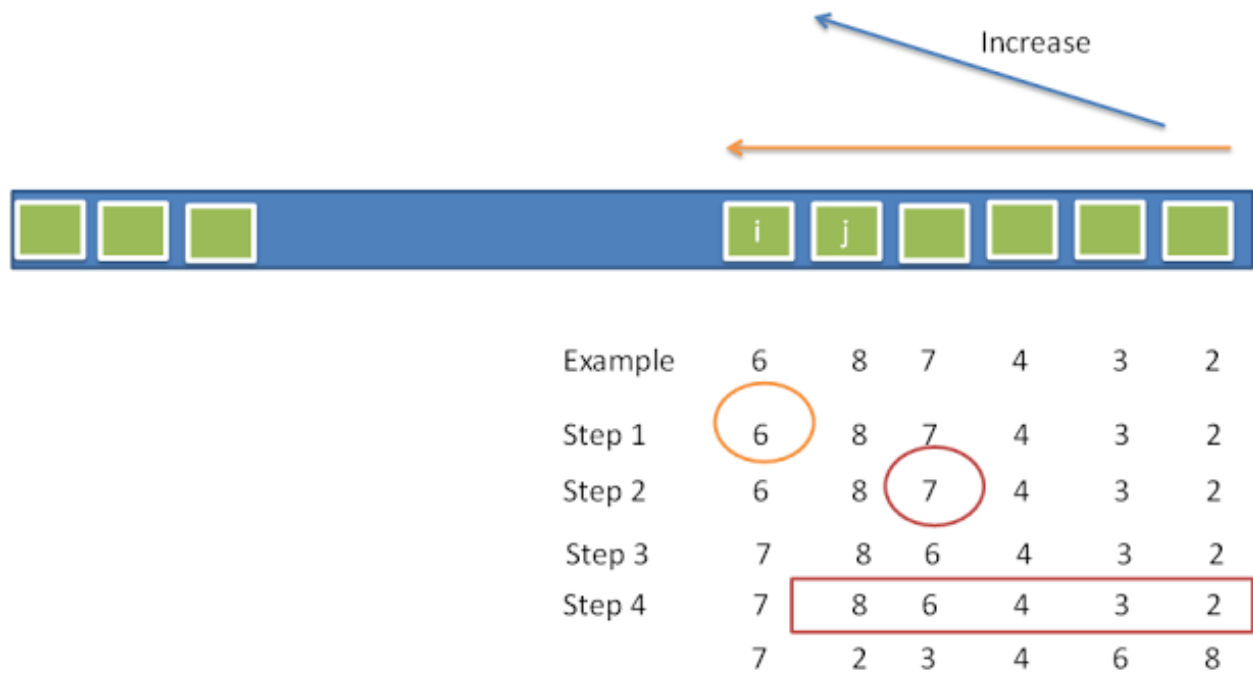 Increase
i j
Example 6 8 7 4 3 2
Step 1 6 8 7 4 3 2
Step 2 6 8 7 4 3 2
Step 3 7 8 6 4 3 2
Step 4 7 8 6 4 3 2
7 2 3 4 6 8